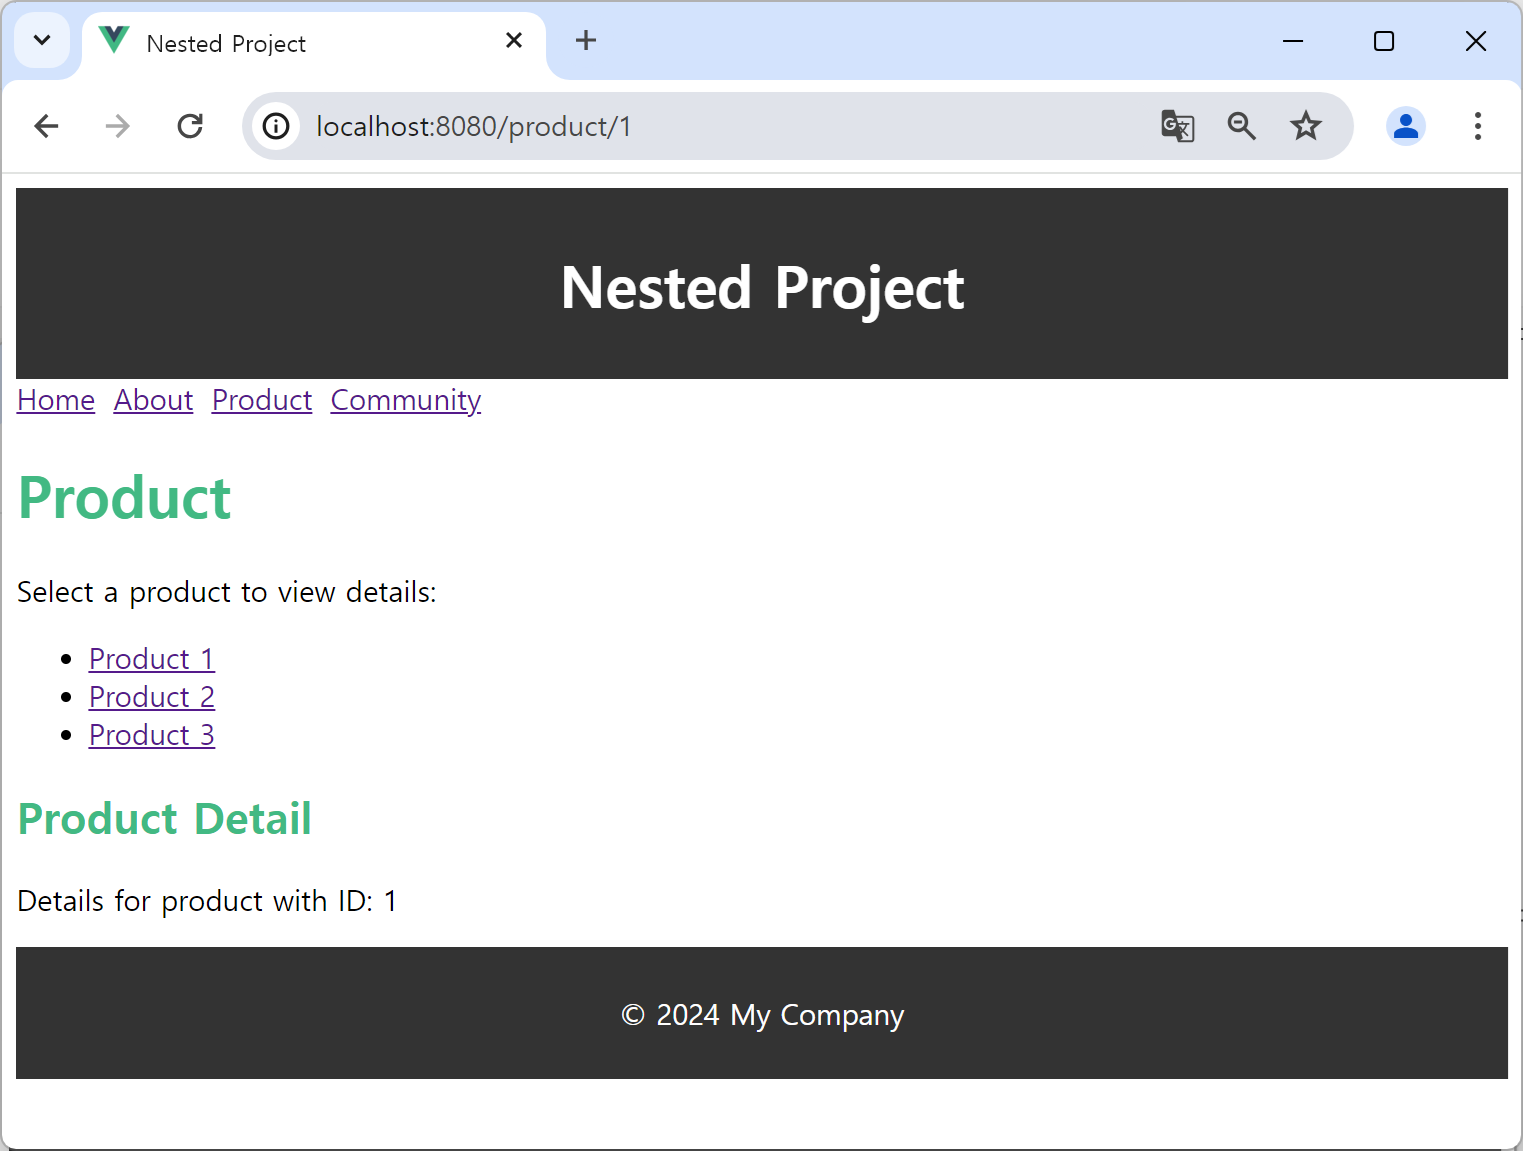 Nested Project
localhost:8080/product/1
Nested Project
Home About Product Community
Product
Select a product to view details:
Product 1
Product 2
Product 3
Product Detail
Details for product with ID: 1
© 2024 My Company